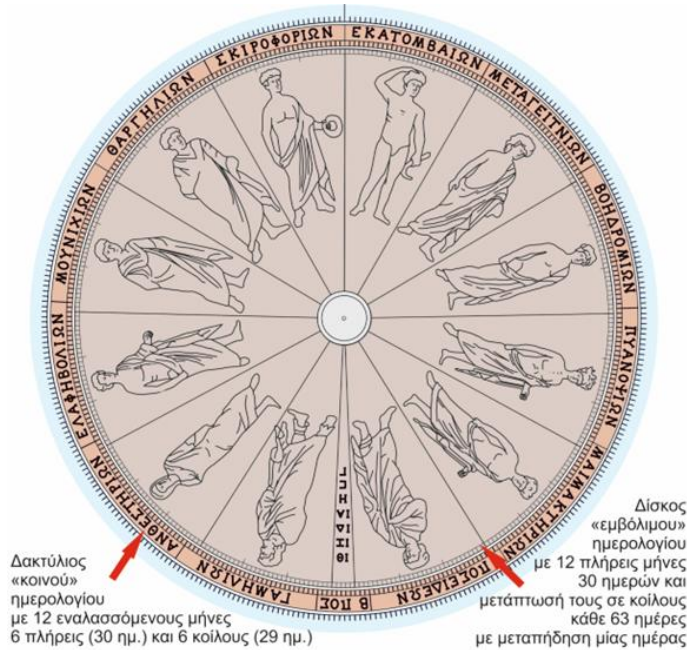 ΕΚΑΤΟΜΒΑΙΩΝ
ΜΕΤΑΓΕΙΤΝΙΩΝ
ΒΟΗΔΡΟΜΙΩΝ
ΠΥΑΝΟΨΙΩΝ
ΜΑΙΜΑΚΤΗΡΙΩΝ
ΠΟΣΕΙΔΕΩΝ
Β ΠΟΣ
ΓΑΜΗΛΙΩΝ
ΑΝΘΕΣΤΗΡΙΩΝ
ΕΛΑΦΗΒΟΛΙΩΝ
ΜΟΥΝΙΧΙΩΝ
ΘΑΡΓΗΛΙΩΝ
ΣΚΙΡΟΦΟΡΙΩΝ
Δακτύλιος
«κοινού»
ημερολογίου
με 12 εναλασσόμενους μήνες
6 πλήρεις (30 ημ.) και 6 κοίλους (29 ημ.)
Δίσκος
«εμβόλιμου»
ημερολογίου
με 12 πλήρεις μήνες
30 ημερών και
μετάπτωσή τους σε κοίλους
κάθε 63 ημέρες
με μεταπήδηση μίας ημέρας